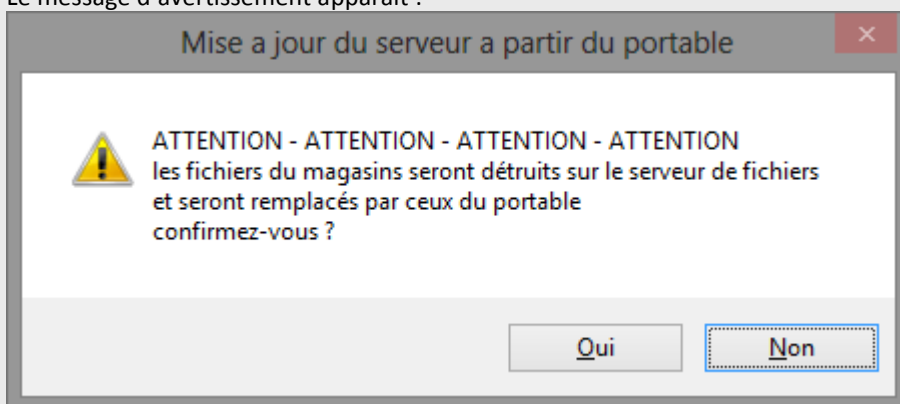 Le message d'avertissement apparait :
Mise a jour du serveur a partir du portable
ATTENTION - ATTENTION - ATTENTION - ATTENTION
les fichiers du magasins seront détruits sur le serveur de fichiers
et seront remplacés par ceux du portable
confirmez-vous ?
Oui
Non